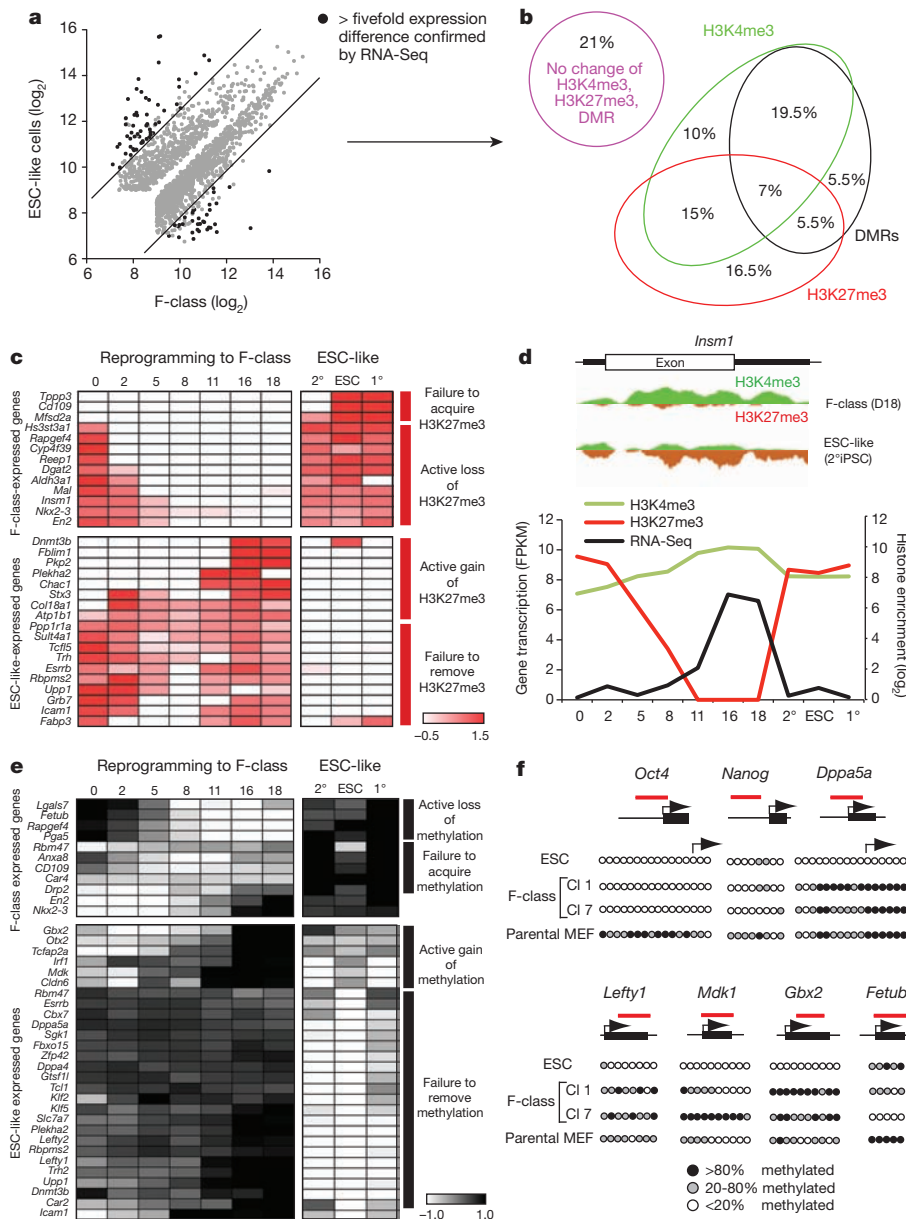 a
ESC-like cells (log2)
16
14
12
10
8
6
6 8 10 12 14 16
F-class (log2)
> fivefold expression
difference confirmed
by RNA-Seq
b
21%
No change of
H3K4me3,
H3K27me3,
DMR
H3K4me3
19.5%
10%
7%
5.5%
15%
5.5%
DMRs
16.5%
H3K27me3
c
Reprogramming to F-class
ESC-like
0 2 5 8 11 16 18
2° ESC 1°
F-class-expressed genes
Tppp3
Cd109
Mfsd2a
Hs3st3a1
Rapgef4
Cyp4f39
Reep1
Dgat2
Aldh3a1
Mal
Insm1
Nkx2-3
En2
Failure to
acquire
H3K27me3
Active loss
of
H3K27me3
ESC-like-expressed genes
Dnmt3b
Fblim1
Pkp2
Plekha2
Chac1
Stx3
Col18a1
Atp1b1
Ppp1r1a
Sult4a1
Tcfl5
Trh
Esrrb
Rbpms2
Upp1
Grb7
Icam1
Fabp3
Active
gain of
H3K27me3
Failure to
remove
H3K27me3
−0.5 1.5
d
Insm1
Exon
H3K4me3
H3K27me3
F-class (D18)
ESC-like
(2°iPSC)
H3K4me3
H3K27me3
RNA-Seq
Gene transcription (FPKM)
12
10
8
6
4
2
0
Histone enrichment (log2)
12
10
8
6
4
2
0
0 2 5 8 11 16 18 2° ESC 1°
e
Reprogramming to F-class
ESC-like
0 2 5 8 11 16 18
2° ESC 1°
F-class expressed genes
Lgals7
Fetub
Rapgef4
Pga5
Rbm47
Anxa8
CD109
Car4
Drp2
En2
Nkx2-3
Active loss
of
methylation
Failure to
acquire
methylation
ESC-like expressed genes
Gbx2
Otx2
Tcfap2a
Irf1
Mdk
Cldn6
Rbm47
Esrrb
Cbx7
Dppa5a
Sgk1
Fbxo15
Zfp42
Dppa4
Gtsf1l
Tcl1
Klf2
Klf5
Slc7a7
Plekha2
Lefty2
Rbpms2
Lefty1
Trh2
Upp1
Dnmt3b
Car2
Icam1
Active
gain of
methylation
Failure to
remove
methylation
−1.0 1.0
f
Oct4 Nanog Dppa5a
ESC
F-class
Cl 1
Cl 7
Parental MEF
Lefty1 Mdk1 Gbx2 Fetub
ESC
F-class
Cl 1
Cl 7
Parental MEF
>80% methylated
20-80% methylated
<20% methylated